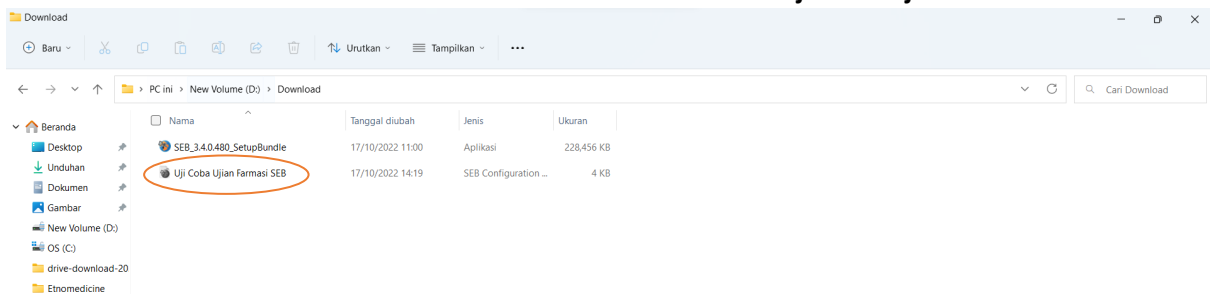 Download
Baru Urutkan Tampilkan
PC ini > New Volume (D:) > Download Cari Download
Beranda Nama Tanggal diubah Jenis Ukuran
Desktop SEB_3.4.0.480_SetupBundle 17/10/2022 11:00 Aplikasi 228,456 KB
Unduhan Uji Coba Ujian Farmasi SEB 17/10/2022 14:19 SEB Configuration ... 4 KB
Dokumen
Gambar
New Volume (D:)
OS (C:)
drive-download-20
Etnomedicine